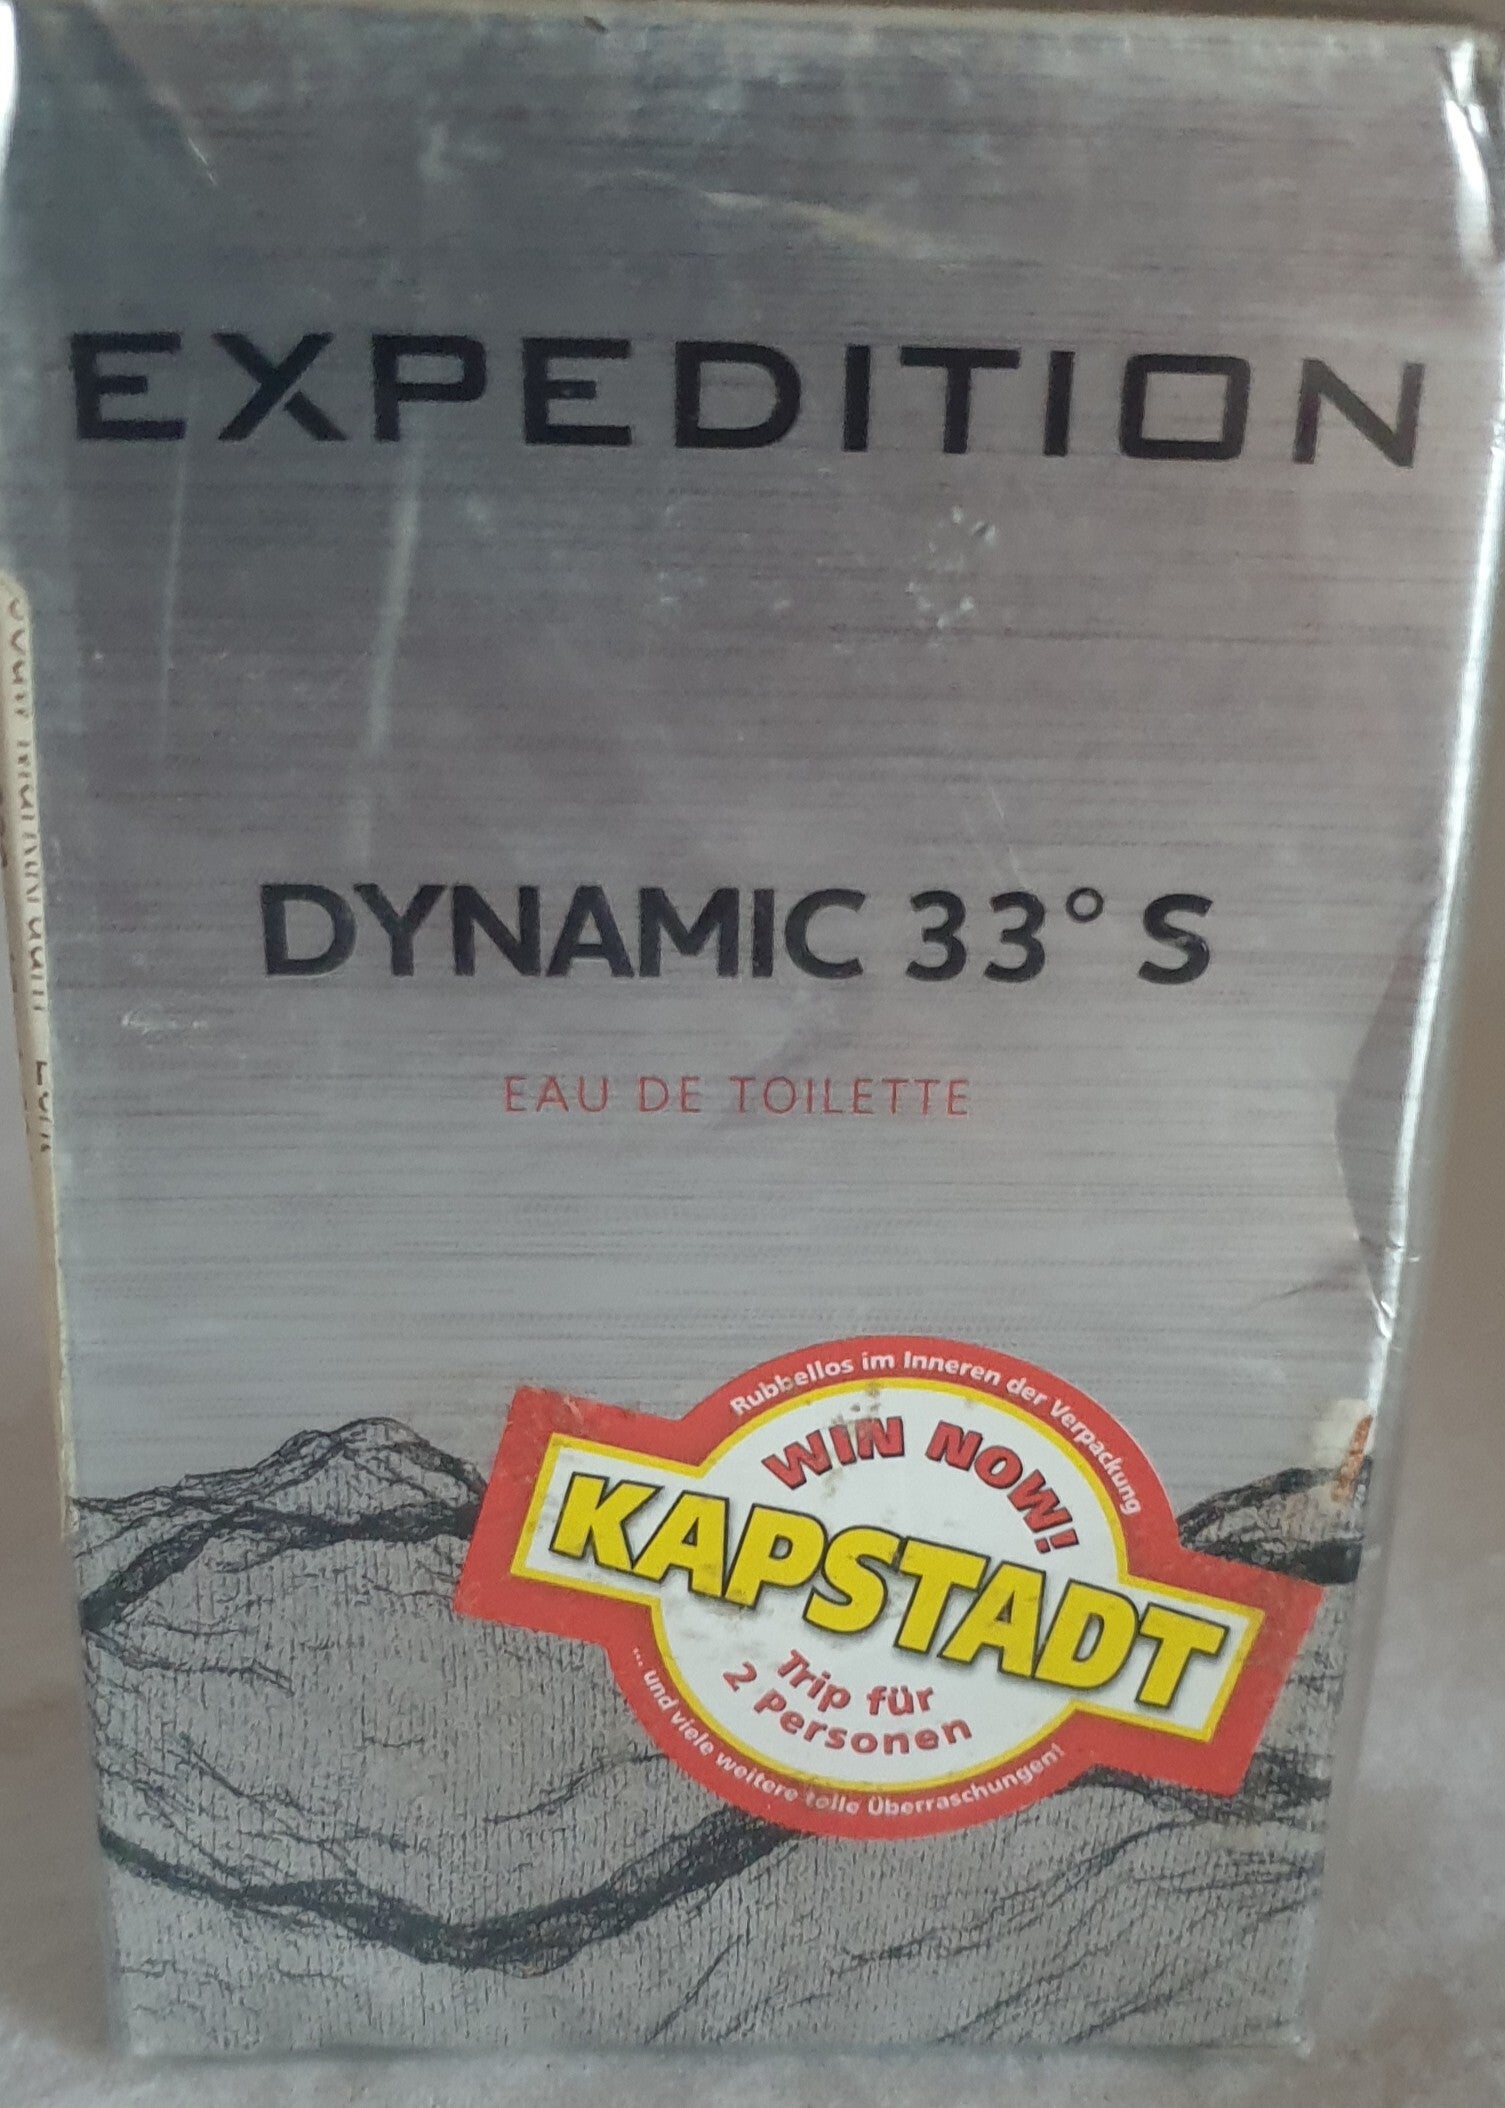 EXPEDITION
DYNAMIC 33° S
EAU DE TOILETTE
Rubbellos im Inneren der Verpackung
WIN NOW!
KAPSTADT
Trip für
2 Personen
... und viele weitere tolle Überraschungen!